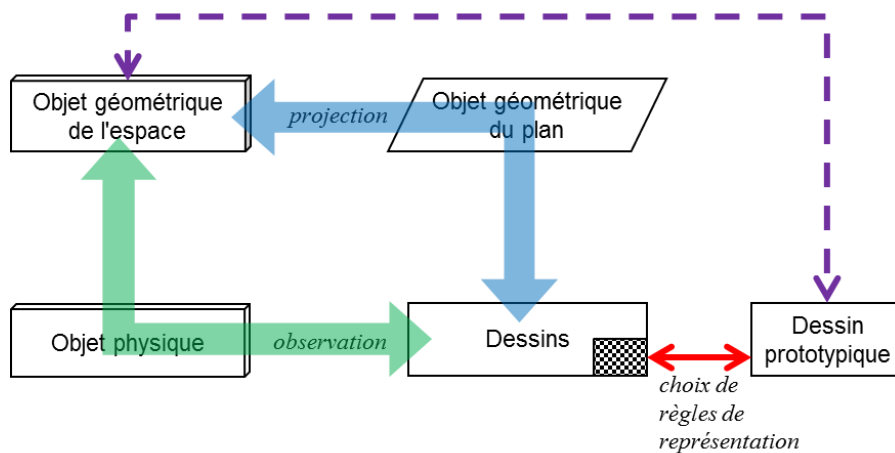 Objet géométrique
de l'espace
projection
Objet géométrique
du plan
Objet physique
observation
Dessins
Dessin
prototypique
choix de
règles de
représentation